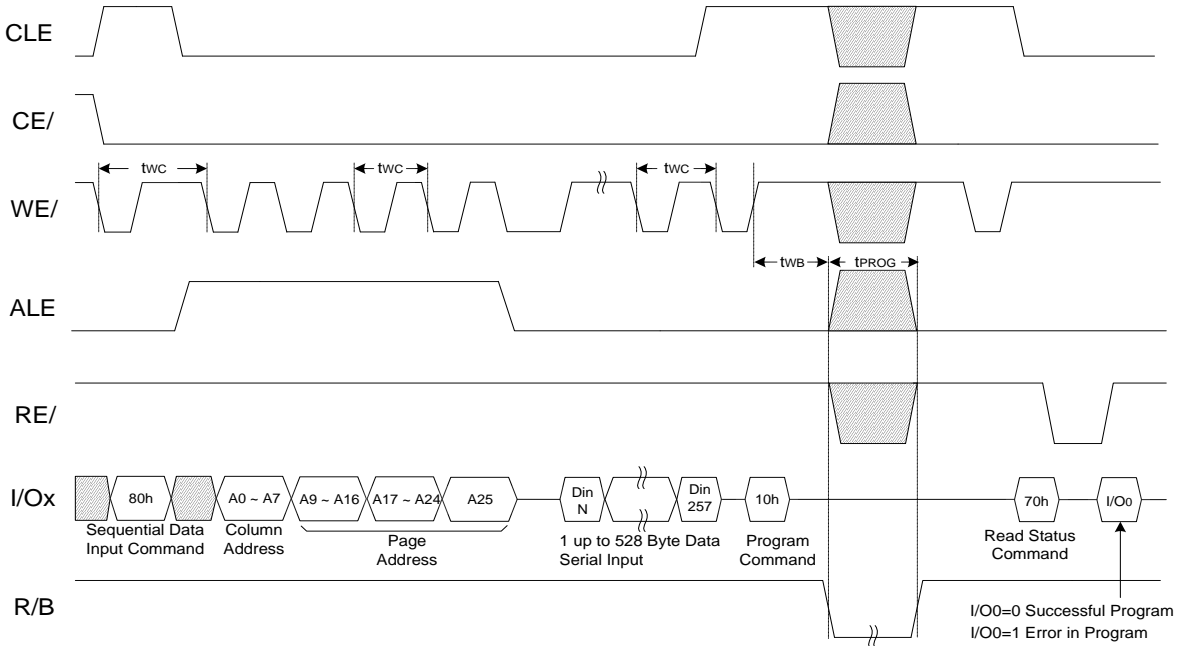 CLE
CE/
tWC
tWC
tWC
WE/
tWB
tPROG
ALE
RE/
I/Ox
80h
A0 ~ A7
A9 ~ A16
A17 ~ A24
A25
Din
N
Din
257
10h
70h
I/O0
Sequential Data
Input Command
Column
Address
Page
Address
1 up to 528 Byte Data
Serial Input
Program
Command
Read Status
Command
R/B
I/O0=0 Successful Program
I/O0=1 Error in Program